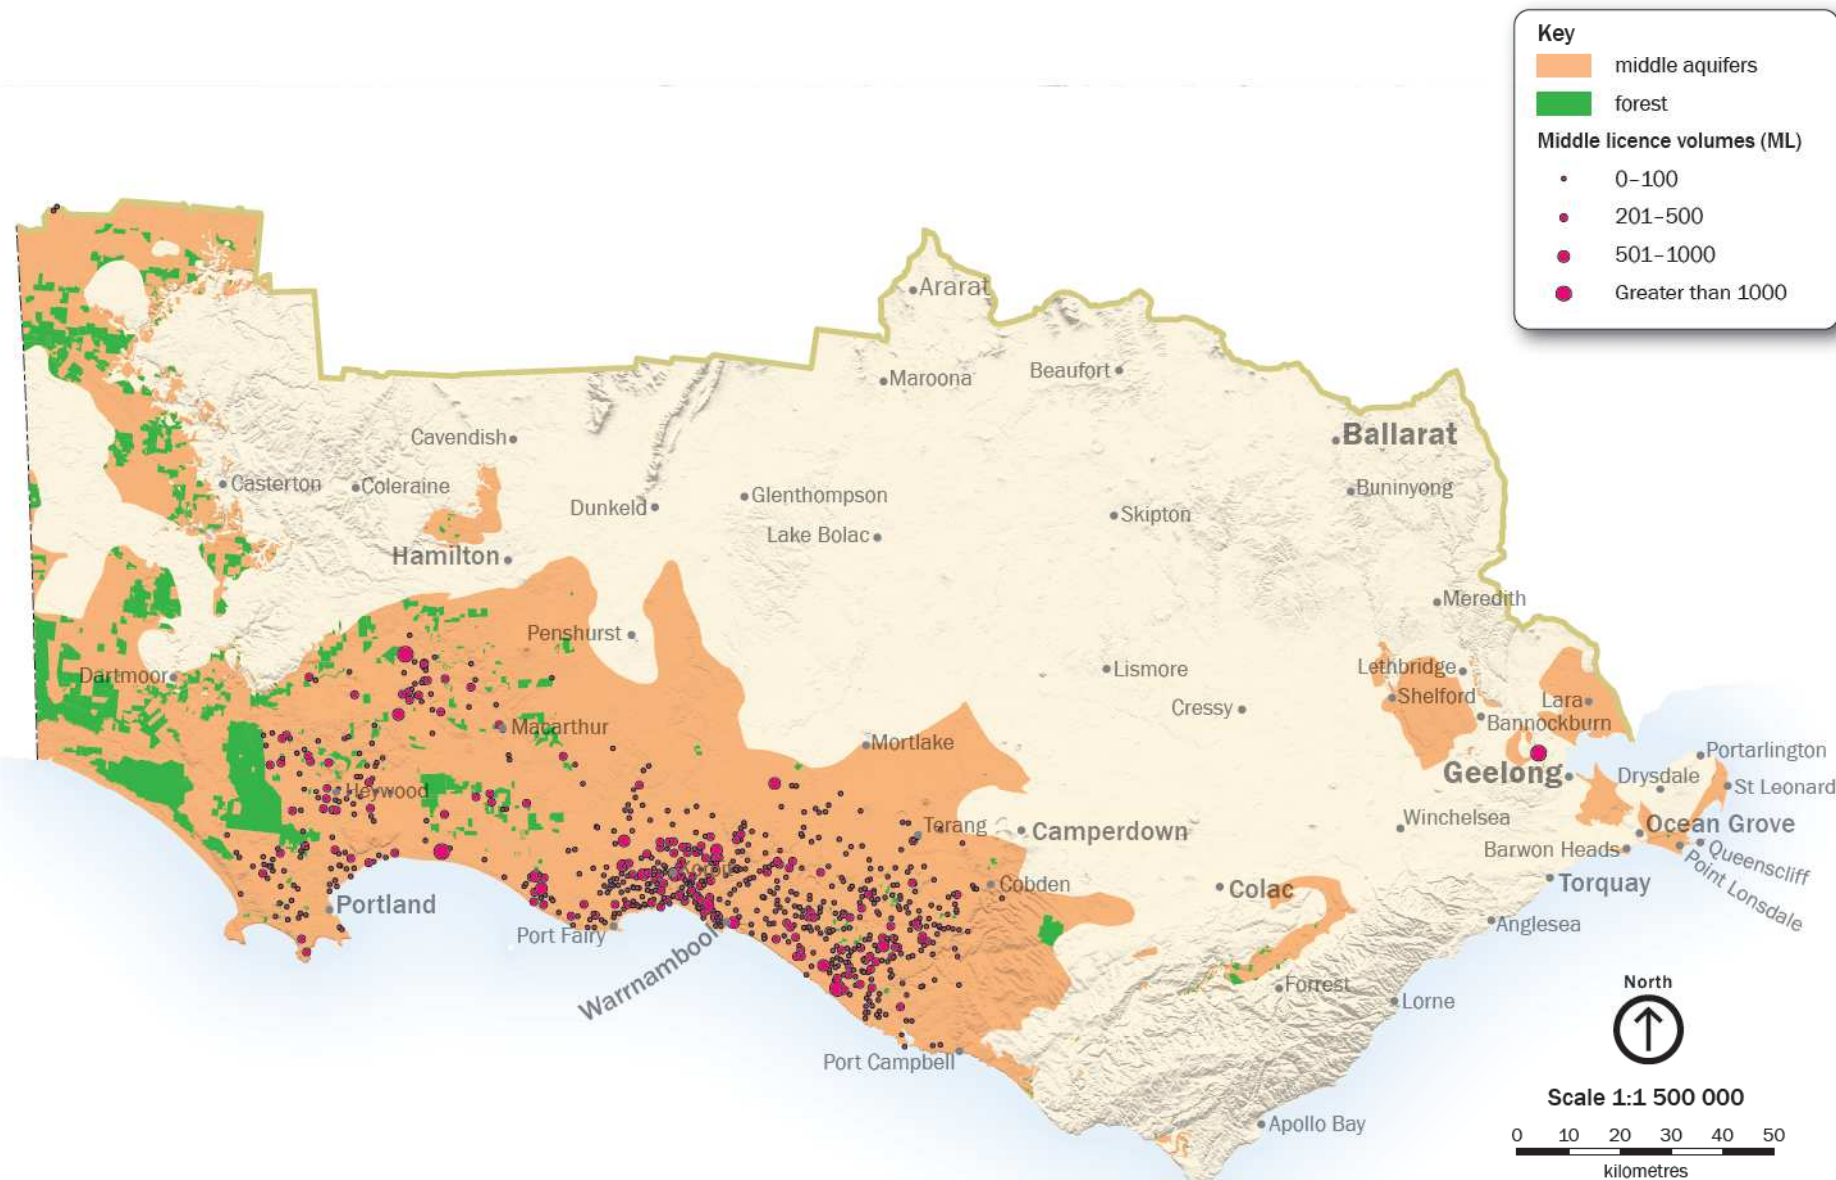 Key
middle aquifers
forest
Middle licence volumes (ML)
0–100
201–500
501–1000
Greater than 1000
Ararat
Maroona
Beaufort
Ballarat
Cavendish
Casterton
Coleraine
Buninyong
Glenthompson
Dunkeld
Skipton
Lake Bolac
Hamilton
Meredith
Penshurst
Lismore
Lethbridge
Dartmoor
Shelford
Lara
Cressy
Bannockburn
Macarthur
Mortlake
Portarlington
Geelong
Drysdale
St Leonard
Heywood
Winchelsea
Terang
Camperdown
Ocean Grove
Barwon Heads
Queenscliff
Point Lonsdale
Cobden
Colac
Torquay
Portland
Port Fairy
Warrnambool
Anglesea
Forrest
Lorne
Port Campbell
Apollo Bay
North
Scale 1:1 500 000
0 10 20 30 40 50
kilometres